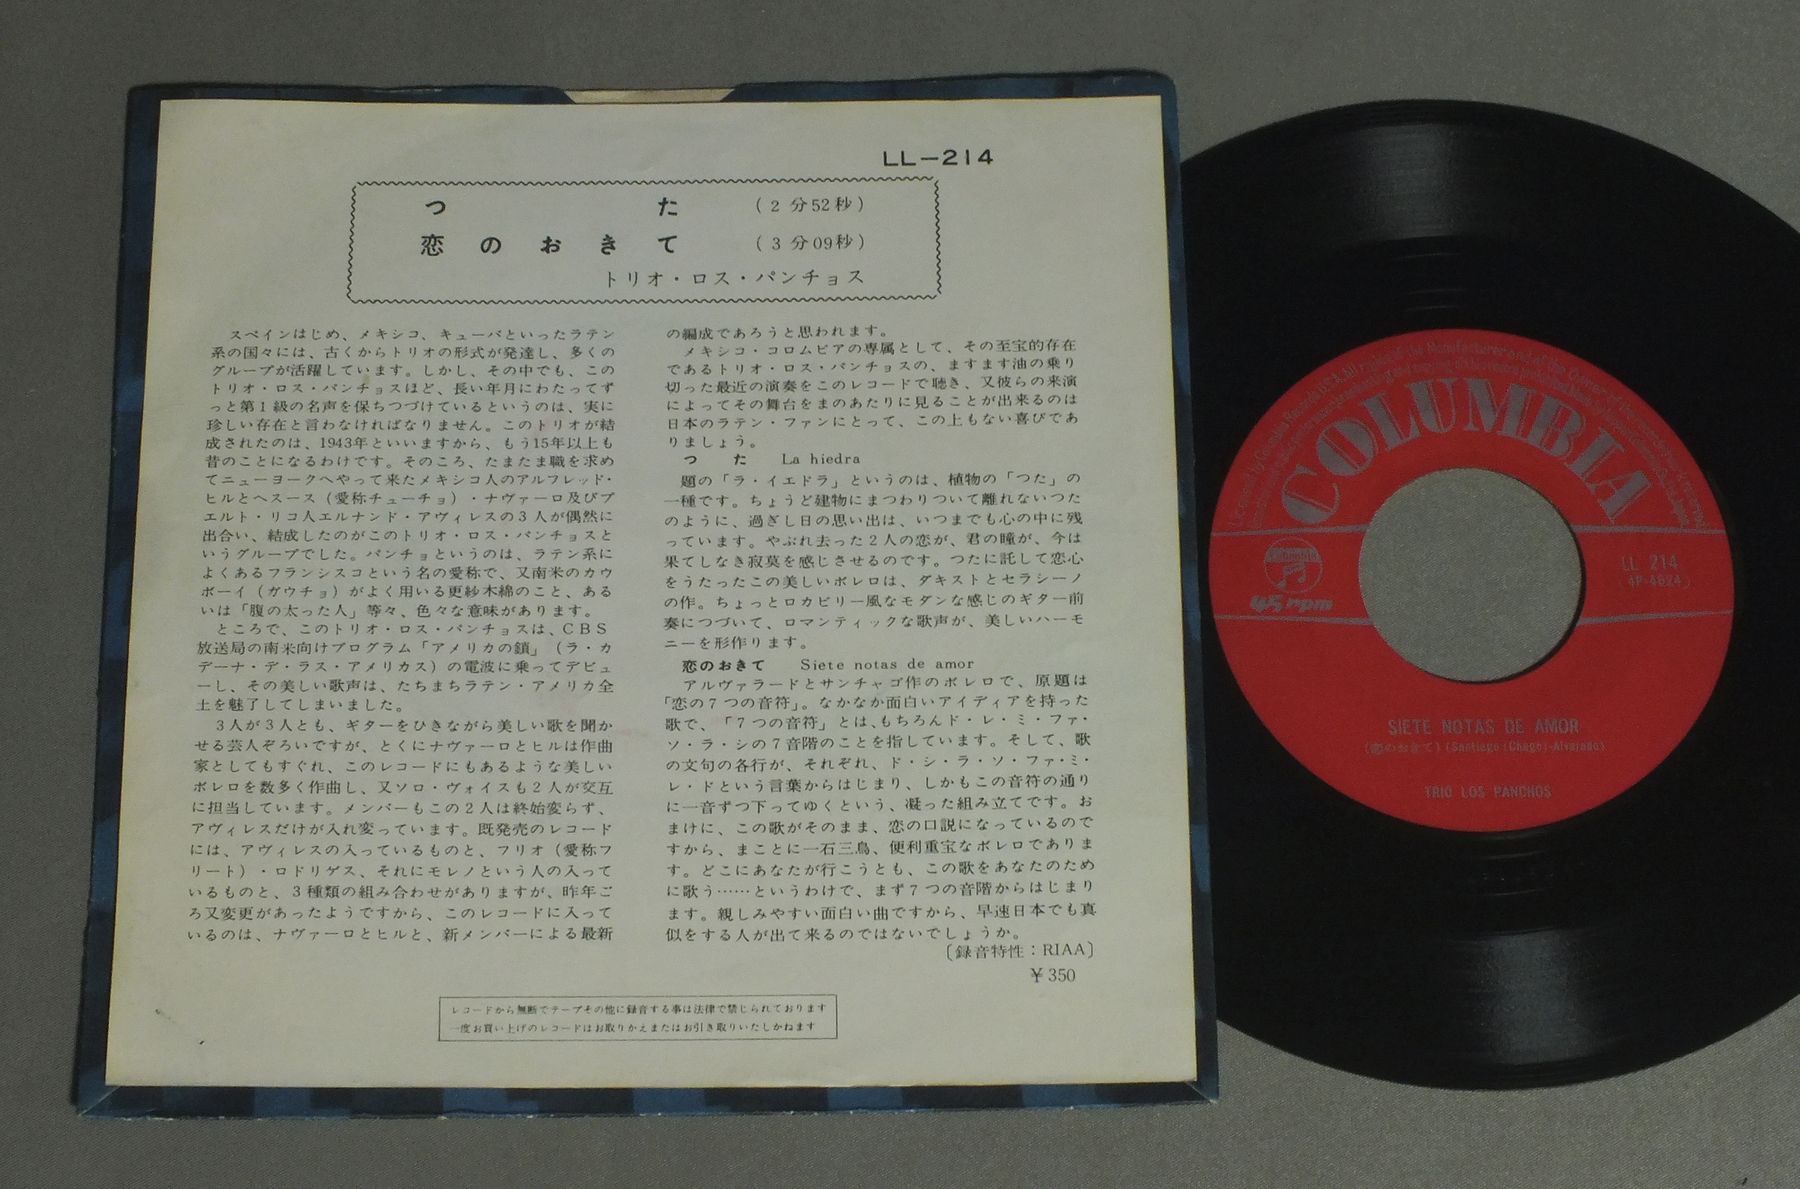 LL-214
つた (2分52秒)
恋のおきて (3分09秒)
トリオ・ロス・パンチョス
スペインはじめ、メキシコ、キューバといったラテン
系の国々には、古くからトリオの形式が発達し、多くの
グループが活躍しています。しかし、その中でも、この
トリオ・ロス・パンチョスほど、長い年月にわたってず
っと第1級の名声を保ちつづけているというのは、実に
珍しい存在と言わなければなりません。このトリオが結
成されたのは、1943年といいますから、もう15年以上も
昔のことになるわけです。そのころ、たまたま職を求め
てニューヨークへやって来たメキシコ人のアルフレッド・
ヒルとヘスース（愛称チューチョ）・ナヴァーロ及びプ
エルト・リコ人エルナンド・アヴィレスの3人が偶然に
出合い、結成したのがこのトリオ・ロス・パンチョスと
いうグループでした。パンチョというのは、ラテン系に
よくあるフランシスコという名の愛称で、又南米のカウ
ボーイ（ガウチョ）がよく用いる更紗木綿のこと、ある
いは「腹の太った人」等々、色々な意味があります。
ところで、このトリオ・ロス・パンチョスは、CBS
放送局の南米向けプログラム「アメリカの鎖」（ラ・カ
デーナ・デ・ラス・アメリカス）の電波に乗ってデビュ
ーし、その美しい歌声は、たちまちラテン・アメリカ全
土を魅了してしまいました。
3人が3人とも、ギターをひきながら美しい歌を聞か
せる芸人ぞろいですが、とくにナヴァーロとヒルは作曲
家としてもすぐれ、このレコードにもあるような美しい
ボレロを数多く作曲し、又ソロ・ヴォイスも2人が交互
に担当しています。メンバーもこの2人は終始変らず、
アヴィレスだけが入れ変っています。既発売のレコード
には、アヴィレスの入っているものと、フリオ（愛称フ
リート）・ロドリゲス、それにモレノという人の入って
いるものと、3種類の組み合わせがありますが、昨年ご
ろ又変更があったようですから、このレコードに入って
いるのは、ナヴァーロとヒルと、新メンバーによる最新
の編成であろうと思われます。
メキシコ・コロムビアの専属として、その至宝的存在
であるトリオ・ロス・パンチョスの、ますます油の乗り
切った最近の演奏をこのレコードで聴き、又彼らの来演
によってその舞台をまのあたりに見ることが出来るのは
日本のラテン・ファンにとって、この上もない喜びであ
りましょう。
つた La hiedra
題の「ラ・イエドラ」というのは、植物の「つた」の
一種です。ちょうど建物にまつわりついて離れないつた
のように、過ぎし日の思い出は、いつまでも心の中に残
っています。やぶれ去った2人の恋が、君の瞳が、今は
果てしなき寂莫を感じさせるのです。つたに託して恋心
をうたったこの美しいボレロは、ダキストとセラシーノ
の作。ちょっとロカビリー風なモダンな感じのギター前
奏につづいて、ロマンティックな歌声が、美しいハーモ
ニーを形作ります。
恋のおきて Siete notas de amor
アルヴァラードとサンチャゴ作のボレロで、原題は
「恋の7つの音符」。なかなか面白いアイディアを持った
歌で、「7つの音符」とは、もちろんド・レ・ミ・ファ・
ソ・ラ・シの7音階のことを指しています。そして、歌
の文句の各行が、それぞれ、ド・シ・ラ・ソ・ファ・ミ・
レ・ドという言葉からはじまり、しかもこの音符の通り
に一音ずつ下ってゆくという、凝った組み立てです。お
まけに、この歌がそのまま、恋の口説になっているので
すから、まことに一石三鳥、便利重宝なボレロでありま
す。どこにあなたが行こうとも、この歌をあなたのため
に歌う……というわけで、まず7つの音階からはじまり
ます。親しみやすい面白い曲ですから、早速日本でも真
似をする人が出て来るのではないでしょうか。
〔録音特性：RIAA〕
￥350
レコードから無断でテープその他に録音する事は法律で禁じられております
一度お買い上げのレコードはお取りかえまたはお引き取りいたしかねます
COLUMBIA
Columbia
45 rpm
LL 214
(4P-4024)
SIETE NOTAS DE AMOR
(恋のおきて) (Santiago (Chago)-Alvarado)
TRIO LOS PANCHOS